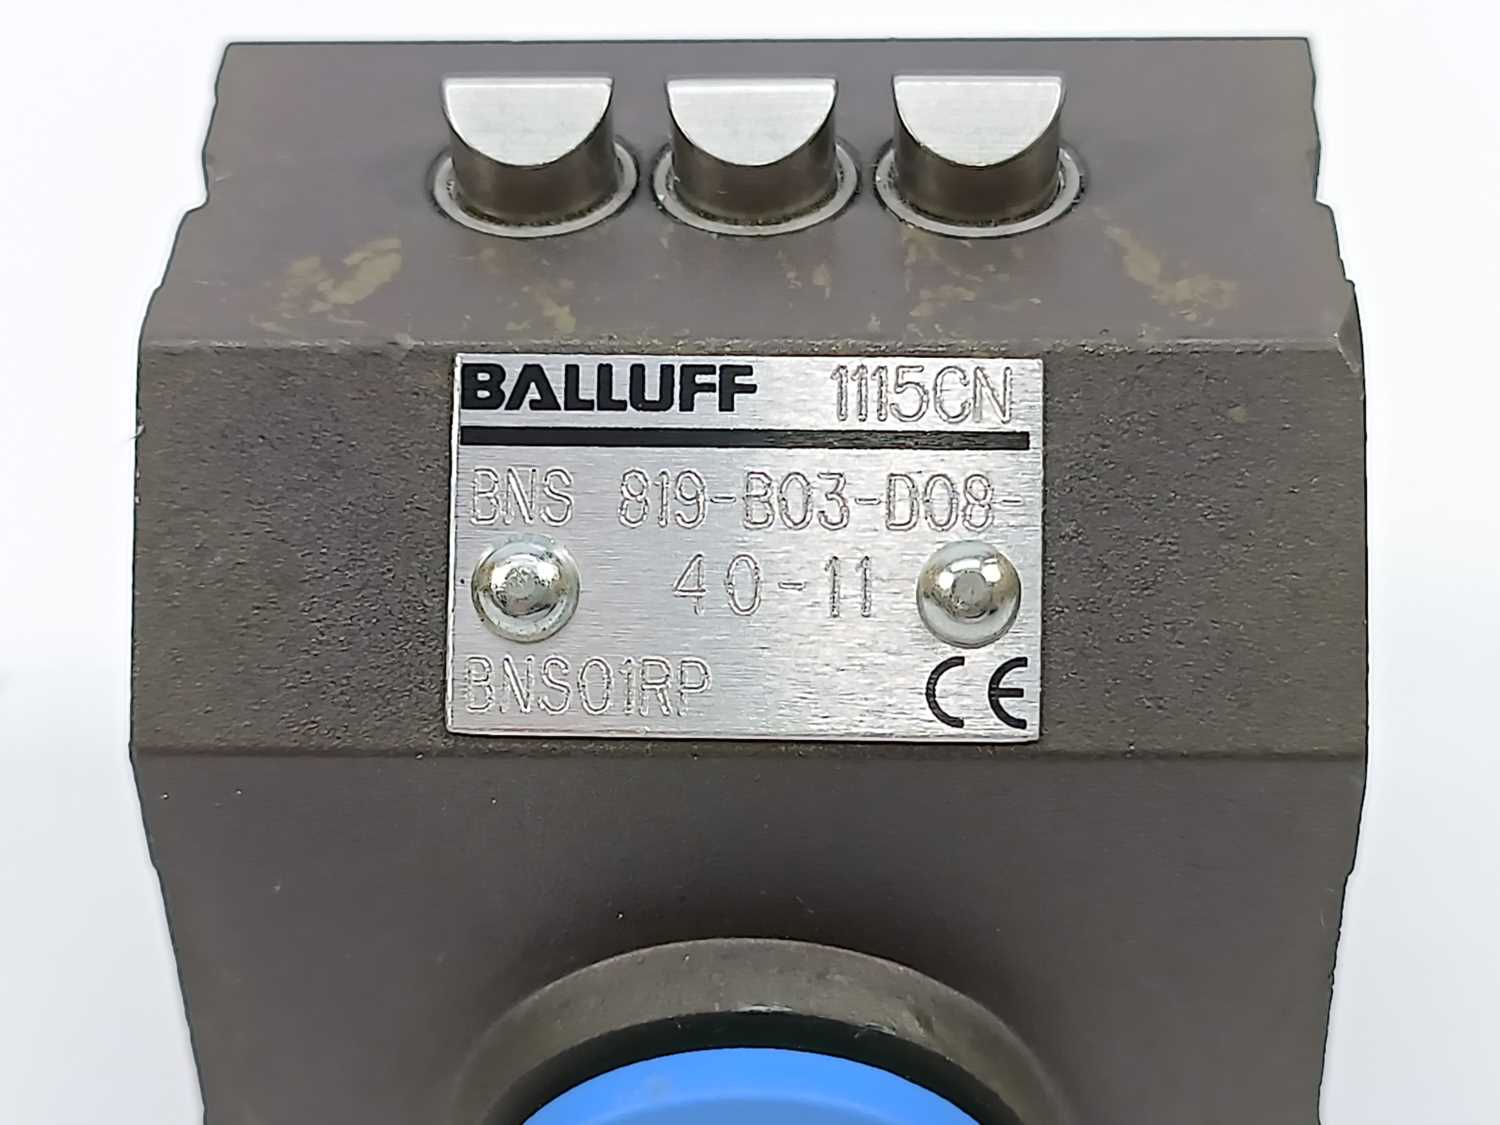 BALLUFF 1115CN
BNS 819-B03-D08-
40-11
BNS01RP CE